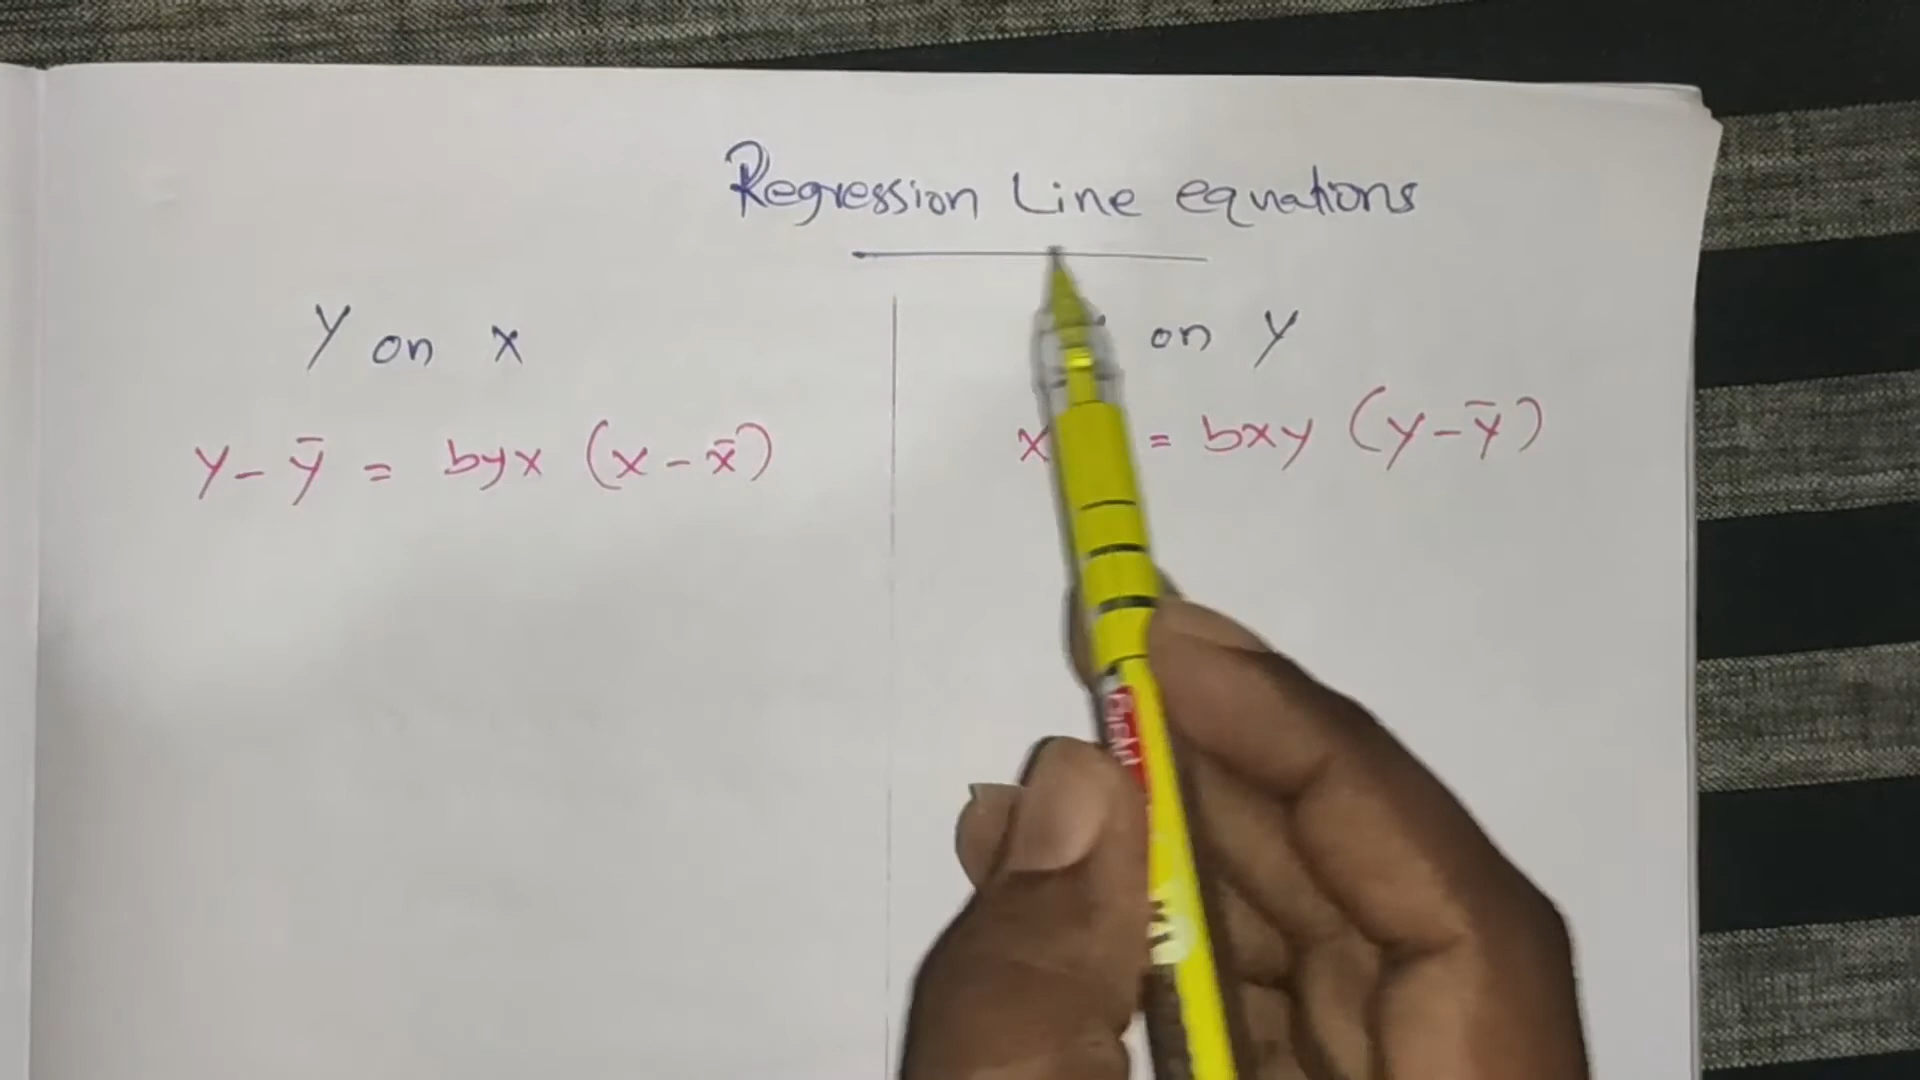 Regression Line equations
Y on x
on y
y - ȳ = byx (x - x̄)
x = bxy (y - ȳ)